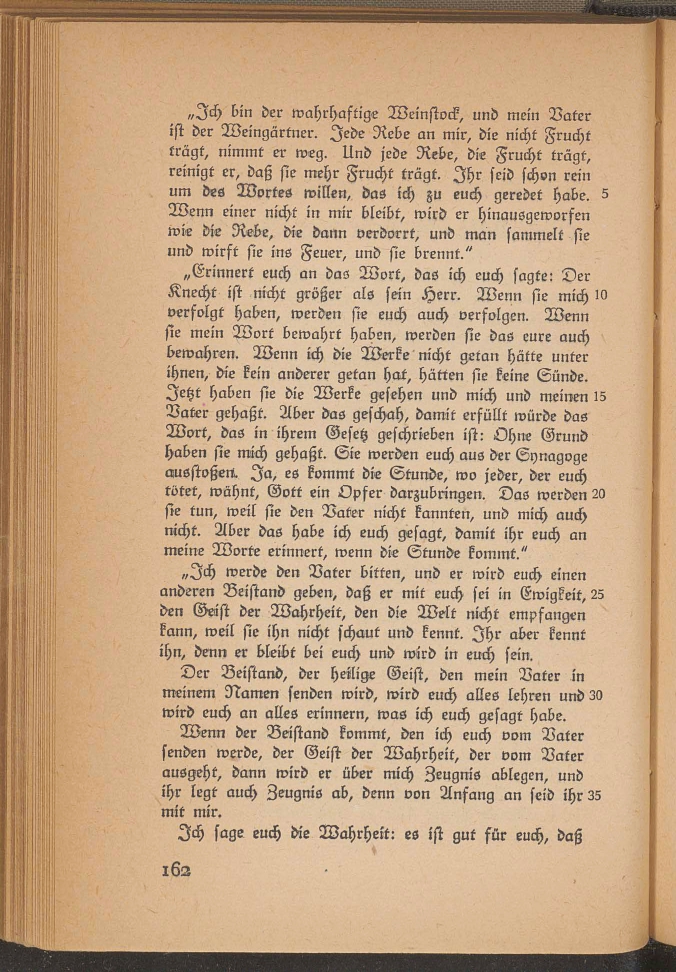 „Ich bin der wahrhaftige Weinstock, und mein Vater
ist der Weingärtner. Jede Rebe an mir, die nicht Frucht
trägt, nimmt er weg. Und jede Rebe, die Frucht trägt,
reinigt er, daß sie mehr Frucht trägt. Ihr seid schon rein
um des Wortes willen, das ich zu euch geredet habe. 5
Wenn einer nicht in mir bleibt, wird er hinausgeworfen
wie die Rebe, die dann verdorrt, und man sammelt sie
und wirft sie ins Feuer, und sie brennt.“
„Erinnert euch an das Wort, das ich euch sagte: Der
Knecht ist nicht größer als sein Herr. Wenn sie mich 10
verfolgt haben, werden sie euch auch verfolgen. Wenn
sie mein Wort bewahrt haben, werden sie das eure auch
bewahren. Wenn ich die Werke nicht getan hätte unter
ihnen, die kein anderer getan hat, hätten sie keine Sünde.
Jetzt haben sie die Werke gesehen und mich und meinen 15
Vater gehaßt. Aber das geschah, damit erfüllt würde das
Wort, das in ihrem Gesetz geschrieben ist: Ohne Grund
haben sie mich gehaßt. Sie werden euch aus der Synagoge
ausstoßen. Ja, es kommt die Stunde, wo jeder, der euch
tötet, wähnt, Gott ein Opfer darzubringen. Das werden 20
sie tun, weil sie den Vater nicht kannten, und mich auch
nicht. Aber das habe ich euch gesagt, damit ihr euch an
meine Worte erinnert, wenn die Stunde kommt.“
„Ich werde den Vater bitten, und er wird euch einen
anderen Beistand geben, daß er mit euch sei in Ewigkeit, 25
den Geist der Wahrheit, den die Welt nicht empfangen
kann, weil sie ihn nicht schaut und kennt. Ihr aber kennt
ihn, denn er bleibt bei euch und wird in euch sein.
Der Beistand, der heilige Geist, den mein Vater in
meinem Namen senden wird, wird euch alles lehren und 30
wird euch an alles erinnern, was ich euch gesagt habe.
Wenn der Beistand kommt, den ich euch vom Vater
senden werde, der Geist der Wahrheit, der vom Vater
ausgeht, dann wird er über mich Zeugnis ablegen, und
ihr legt auch Zeugnis ab, denn von Anfang an seid ihr 35
mit mir.
Ich sage euch die Wahrheit: es ist gut für euch, daß
162